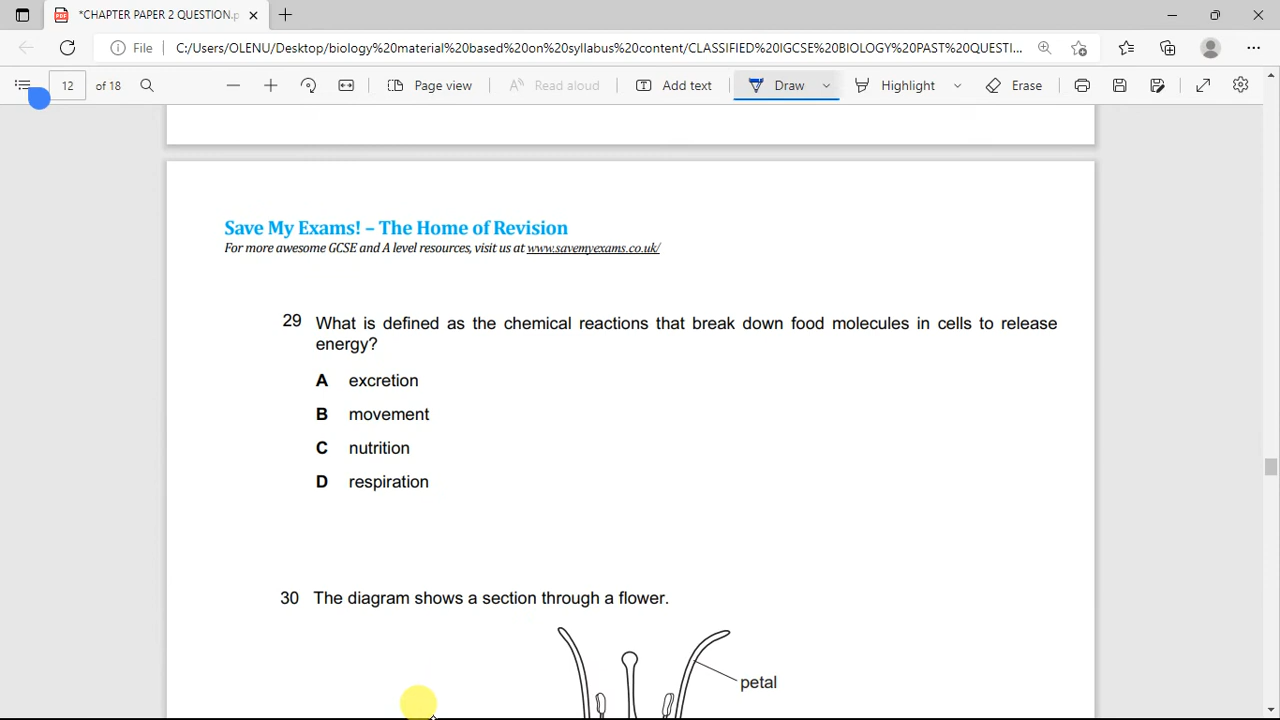 *CHAPTER PAPER 2 QUESTION.p
File
C:/Users/OLENU/Desktop/biology%20material%20based%20on%20syllabus%20content/CLASSIFIED%20IGCSE%20BIOLOGY%20PAST%20QUESTI...
12 of 18
Page view
Read aloud
Add text
Draw
Highlight
Erase
Save My Exams! – The Home of Revision
For more awesome GCSE and A level resources, visit us at www.savemyexams.co.uk/
29 What is defined as the chemical reactions that break down food molecules in cells to release
energy?
A excretion
B movement
C nutrition
D respiration
30 The diagram shows a section through a flower.
petal